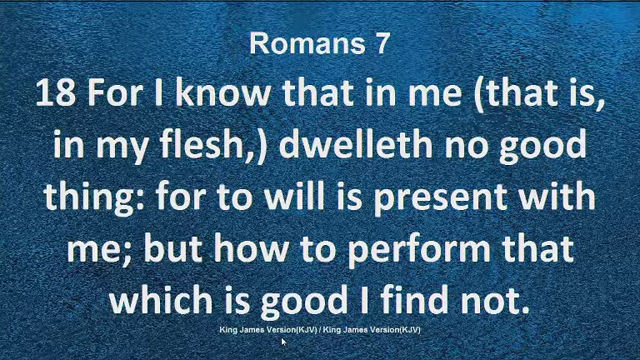 Romans 7
18 For I know that in me (that is,
in my flesh,) dwelleth no good
thing: for to will is present with
me; but how to perform that
which is good I find not.
King James Version(KJV) / King James Version(KJV)